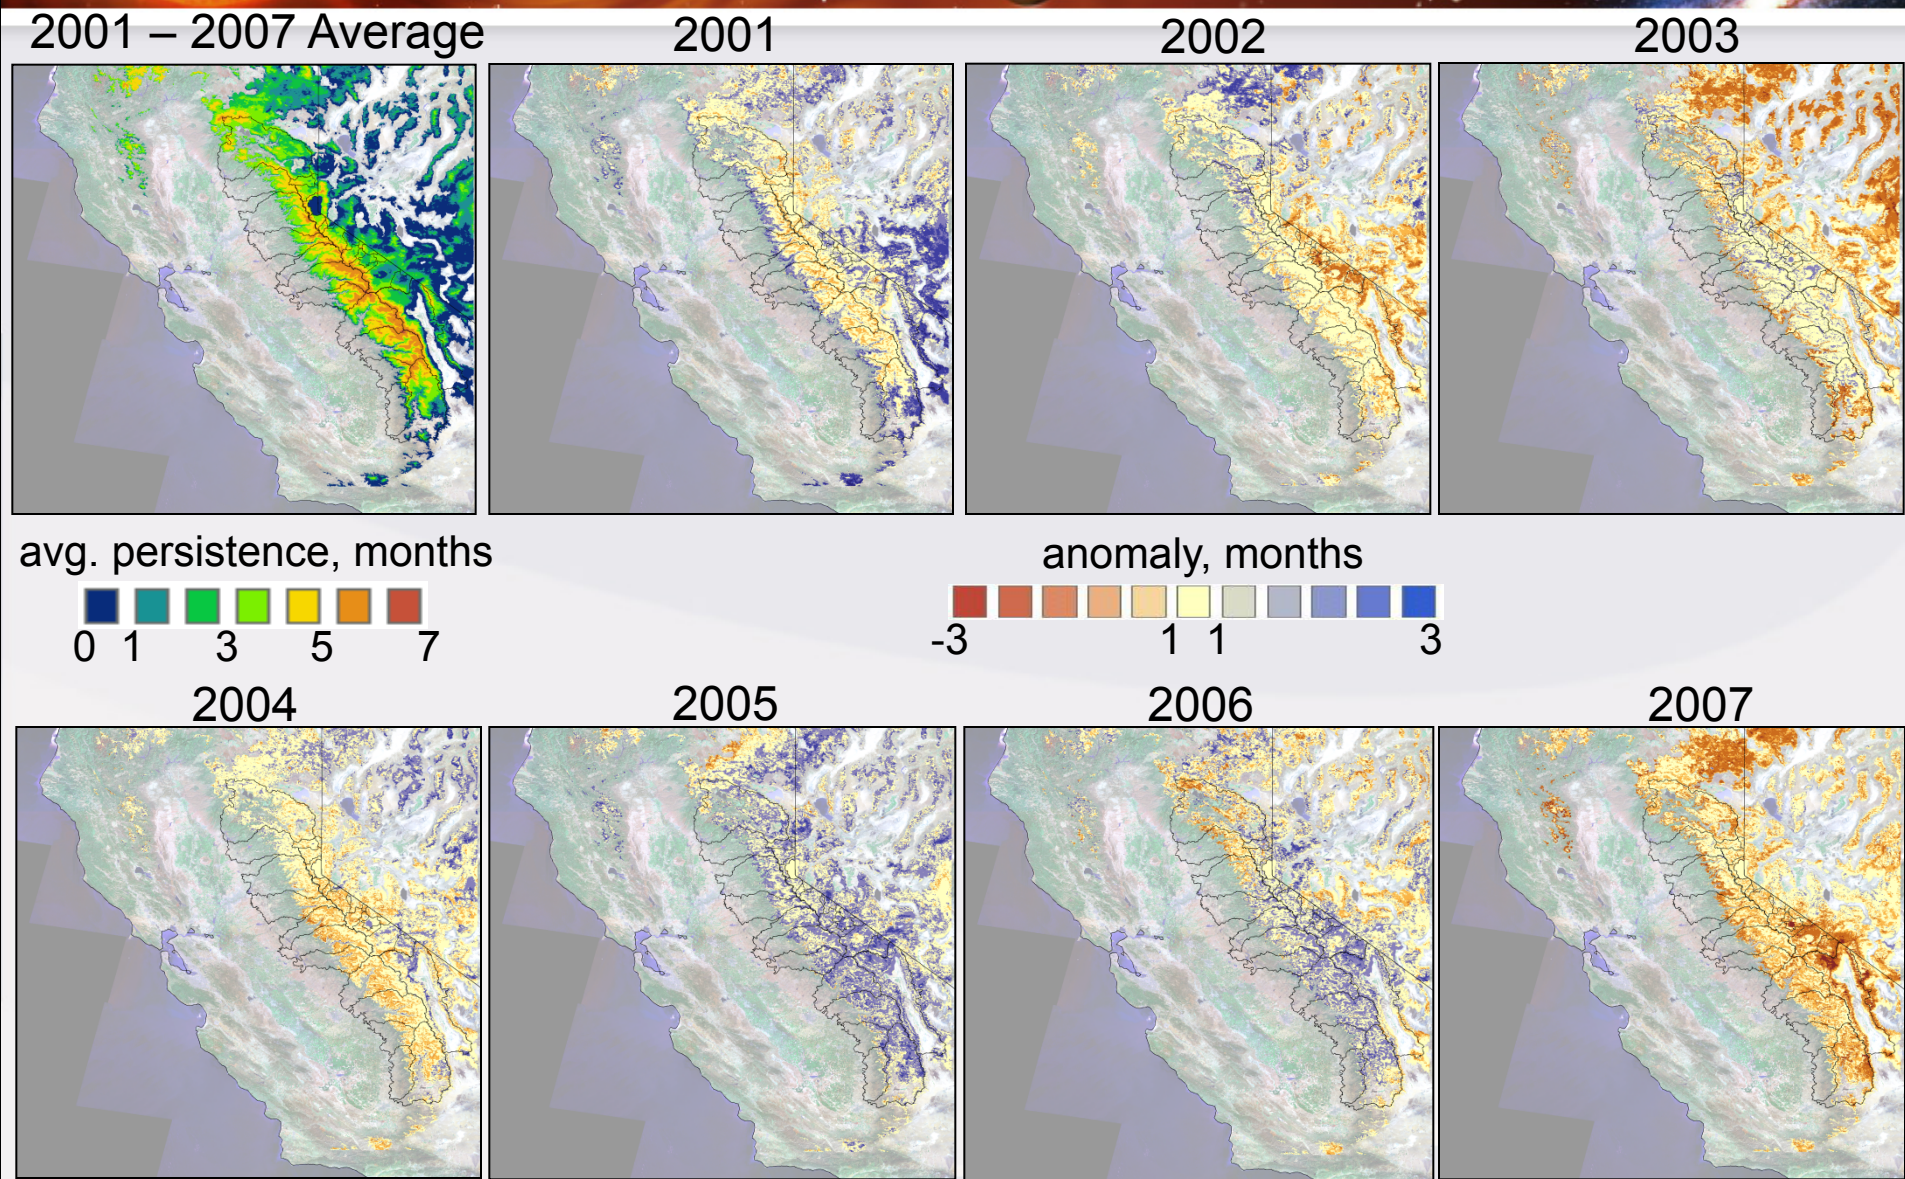 2001 – 2007 Average
2001
2002
2003
avg. persistence, months
0 1 3 5 7
anomaly, months
-3 1 1 3
2004
2005
2006
2007